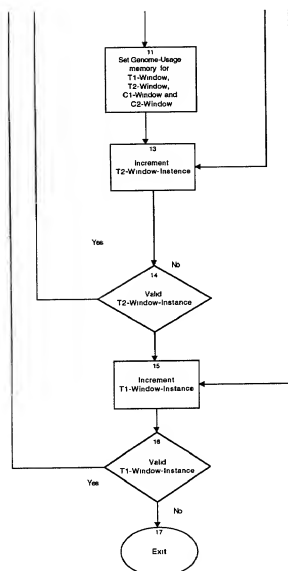 11
Set Genome-Usage
memory for
T1-Window,
T2-Window,
C1-Window and
C2-Window
13
Increment
T2-Window-Instence
Yes
No
14
Valid
T2-Window-Instance
15
Increment
T1-Window-Instance
16
Valid
T1-Window-Instance
Yes
No
17
Exit